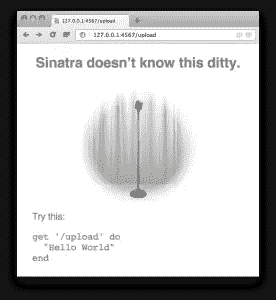 127.0.0.1:4567/upload
127.0.0.1:4567/upload
Sinatra doesn't know this ditty.
Try this:
get '/upload' do
"Hello World"
end